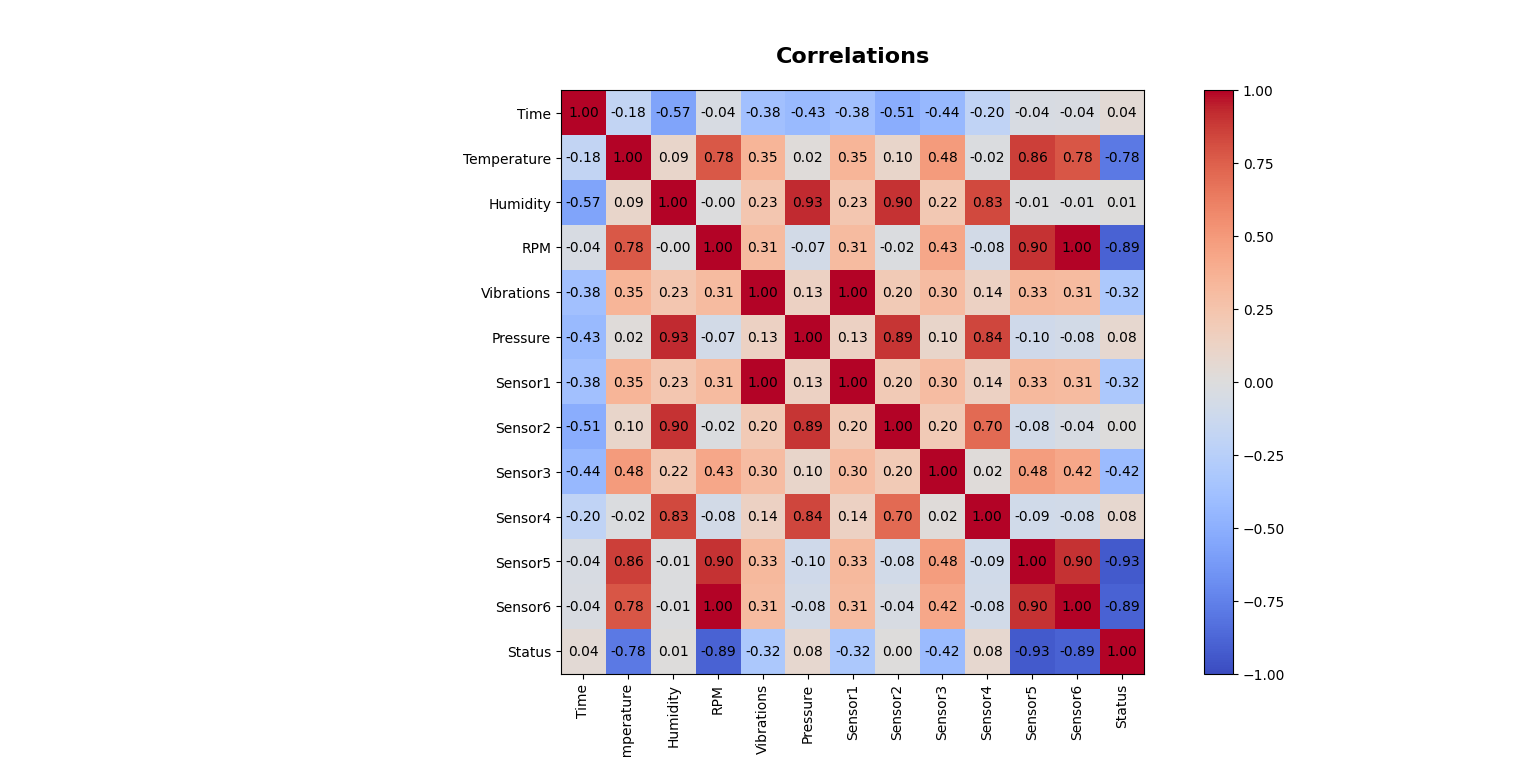 Correlations
Time 1.00 -0.18 -0.57 -0.04 -0.38 -0.43 -0.38 -0.51 -0.44 -0.20 -0.04 -0.04 0.04
Temperature -0.18 1.00 0.09 0.78 0.35 0.02 0.35 0.10 0.48 -0.02 0.86 0.78 -0.78
Humidity -0.57 0.09 1.00 -0.00 0.23 0.93 0.23 0.90 0.22 0.83 -0.01 -0.01 0.01
RPM -0.04 0.78 -0.00 1.00 0.31 -0.07 0.31 -0.02 0.43 -0.08 0.90 1.00 -0.89
Vibrations -0.38 0.35 0.23 0.31 1.00 0.13 1.00 0.20 0.30 0.14 0.33 0.31 -0.32
Pressure -0.43 0.02 0.93 -0.07 0.13 1.00 0.13 0.89 0.10 0.84 -0.10 -0.08 0.08
Sensor1 -0.38 0.35 0.23 0.31 1.00 0.13 1.00 0.20 0.30 0.14 0.33 0.31 -0.32
Sensor2 -0.51 0.10 0.90 -0.02 0.20 0.89 0.20 1.00 0.20 0.70 -0.08 -0.04 0.00
Sensor3 -0.44 0.48 0.22 0.43 0.30 0.10 0.30 0.20 1.00 0.02 0.48 0.42 -0.42
Sensor4 -0.20 -0.02 0.83 -0.08 0.14 0.84 0.14 0.70 0.02 1.00 -0.09 -0.08 0.08
Sensor5 -0.04 0.86 -0.01 0.90 0.33 -0.10 0.33 -0.08 0.48 -0.09 1.00 0.90 -0.93
Sensor6 -0.04 0.78 -0.01 1.00 0.31 -0.08 0.31 -0.04 0.42 -0.08 0.90 1.00 -0.89
Status 0.04 -0.78 0.01 -0.89 -0.32 0.08 -0.32 0.00 -0.42 0.08 -0.93 -0.89 1.00
Time mperature Humidity RPM Vibrations Pressure Sensor1 Sensor2 Sensor3 Sensor4 Sensor5 Sensor6 Status
1.00
0.75
0.50
0.25
0.00
−0.25
−0.50
−0.75
−1.00